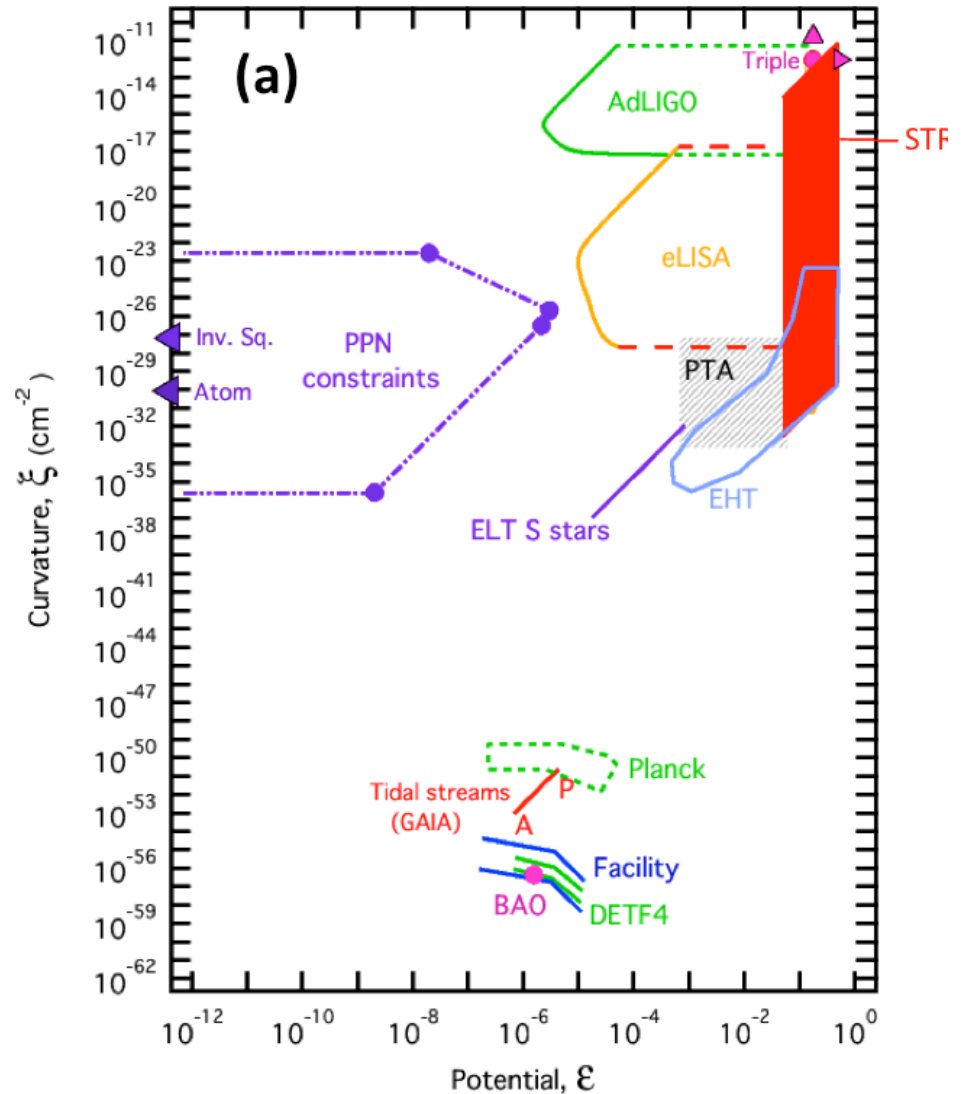 (a)
10^-11
10^-14
10^-17
10^-20
10^-23
10^-26
10^-29
10^-32
10^-35
10^-38
10^-41
10^-44
10^-47
10^-50
10^-53
10^-56
10^-59
10^-62
Curvature, ξ (cm^-2)
Triple
AdLIGO
STR
eLISA
Inv. Sq.
PPN
constraints
Atom
PTA
EHT
ELT S stars
Planck
Tidal streams
(GAIA)
P
A
Facility
BAO
DETF4
10^-12
10^-10
10^-8
10^-6
10^-4
10^-2
10^0
Potential, ε